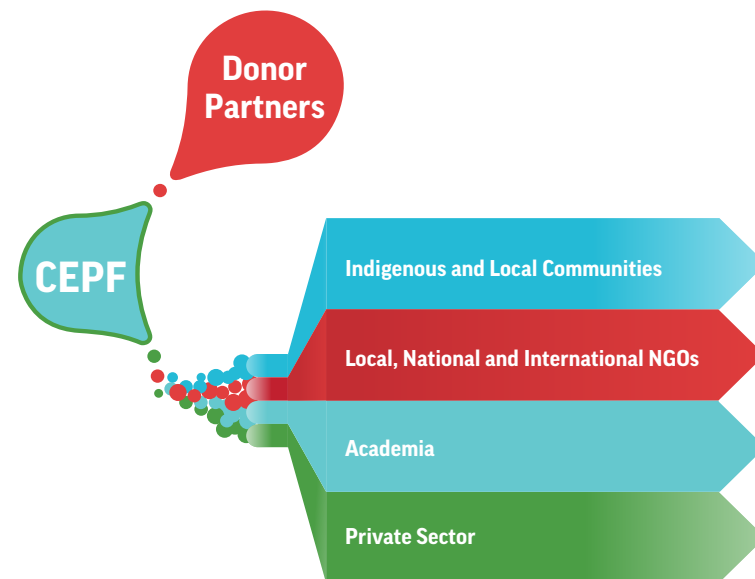 Donor
Partners
CEPF
Indigenous and Local Communities
Local, National and International NGOs
Academia
Private Sector